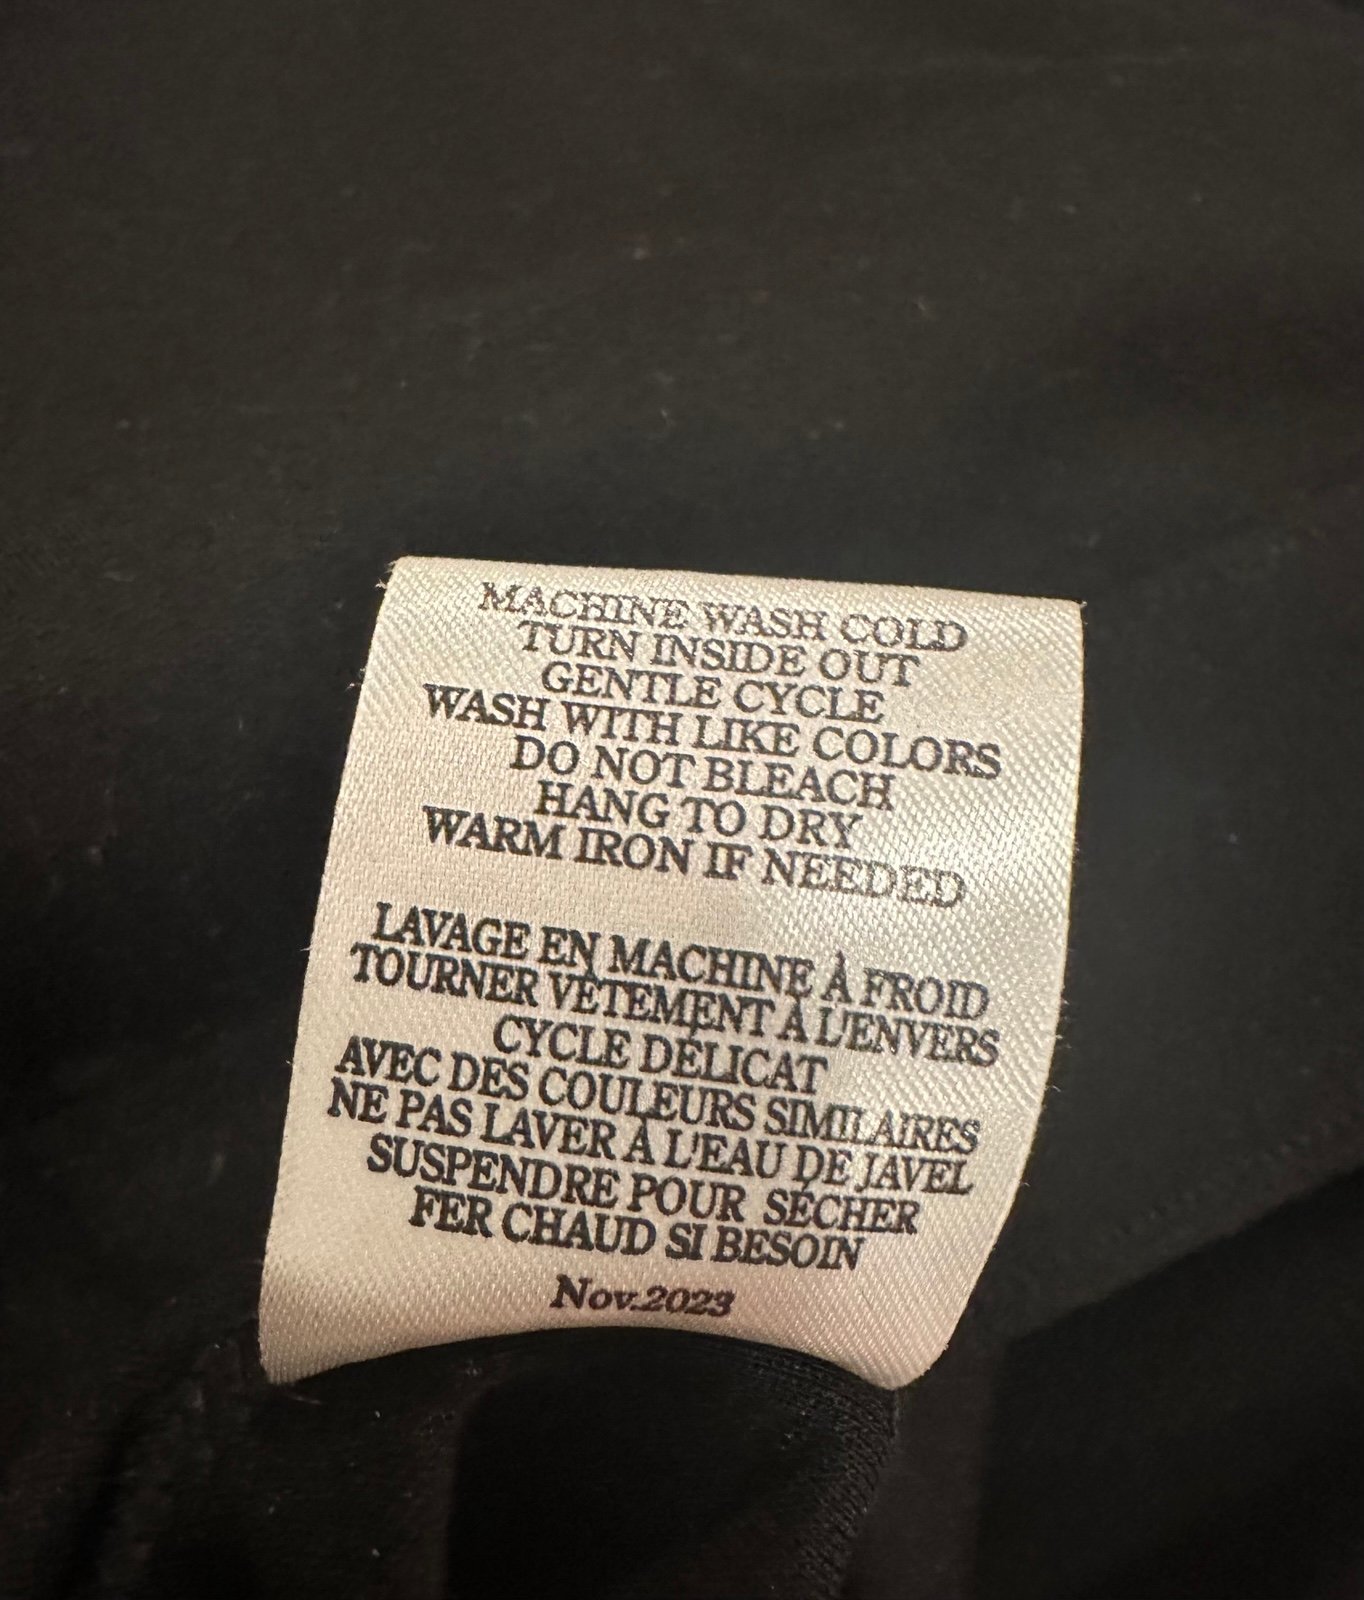 MACHINE WASH COLD
TURN INSIDE OUT
GENTLE CYCLE
WASH WITH LIKE COLORS
DO NOT BLEACH
HANG TO DRY
WARM IRON IF NEEDED
LAVAGE EN MACHINE À FROID
TOURNER VÊTEMENT À L'ENVERS
CYCLE DÉLICAT
AVEC DES COULEURS SIMILAIRES
NE PAS LAVER À L'EAU DE JAVEL
SUSPENDRE POUR SÉCHER
FER CHAUD SI BESOIN
Nov.2023